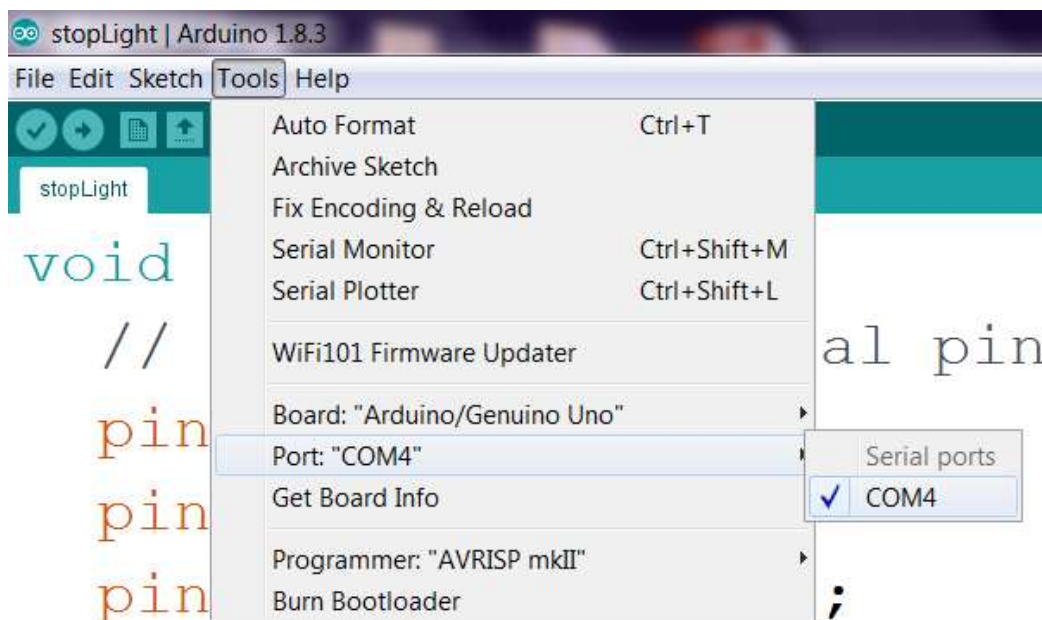 stopLight | Arduino 1.8.3
File Edit Sketch Tools Help
Auto Format Ctrl+T
Archive Sketch
stopLight
Fix Encoding & Reload
Serial Monitor Ctrl+Shift+M
void
Serial Plotter Ctrl+Shift+L
// WiFi101 Firmware Updater al pin
Board: "Arduino/Genuino Uno"
pin
Port: "COM4" Serial ports
Get Board Info COM4
pin
Programmer: "AVRISP mkII"
pin Burn Bootloader ;